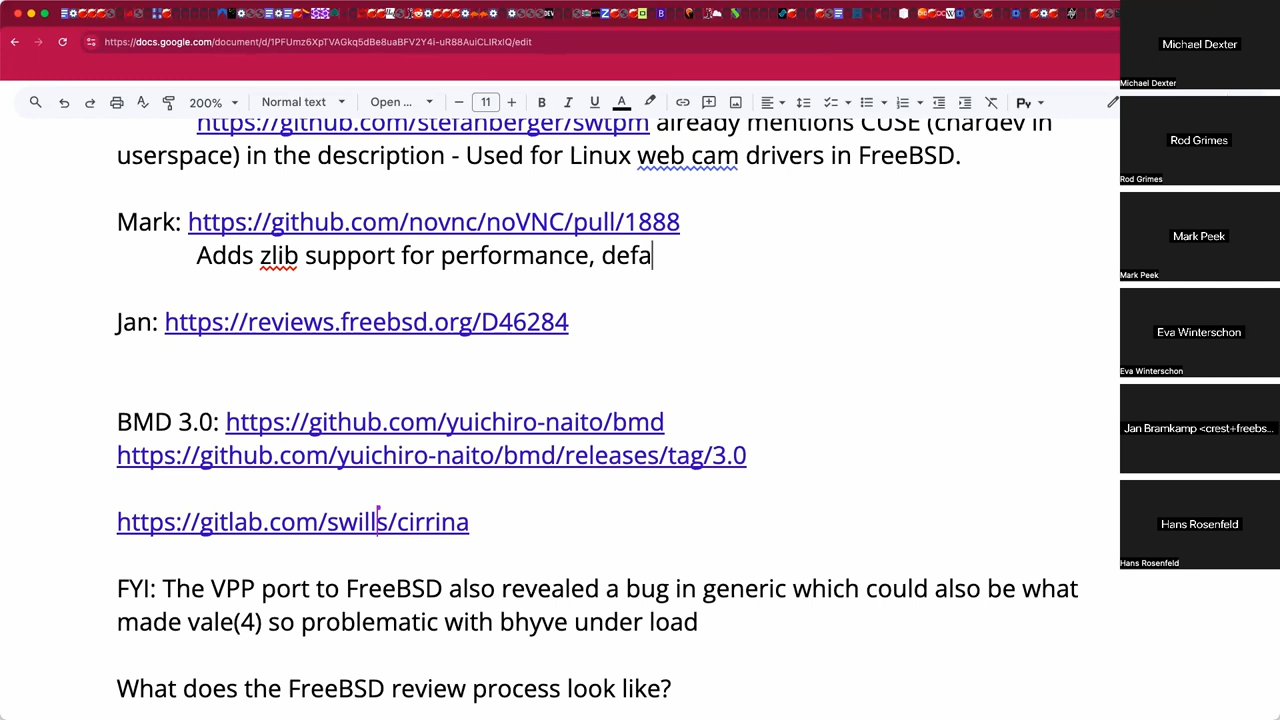 https://docs.google.com/document/d/1PFUmz6XpTVAGkq5dBe8uaBFV2Y4i-uR88AuiCLIRxIQ/edit
200%
Normal text
Open ...
11
https://github.com/stefanberger/swtpm already mentions CUSE (chardev in
userspace) in the description - Used for Linux web cam drivers in FreeBSD.
Mark: https://github.com/novnc/noVNC/pull/1888
Adds zlib support for performance, defa
Jan: https://reviews.freebsd.org/D46284
BMD 3.0: https://github.com/yuichiro-naito/bmd
https://github.com/yuichiro-naito/bmd/releases/tag/3.0
https://gitlab.com/swills/cirrina
FYI: The VPP port to FreeBSD also revealed a bug in generic which could also be what
made vale(4) so problematic with bhyve under load
What does the FreeBSD review process look like?
Michael Dexter
Michael Dexter
Rod Grimes
Rod Grimes
Mark Peek
Mark Peek
Eva Winterschon
Eva Winterschon
Jan Bramkamp <crest+freebs...
Hans Rosenfeld
Hans Rosenfeld